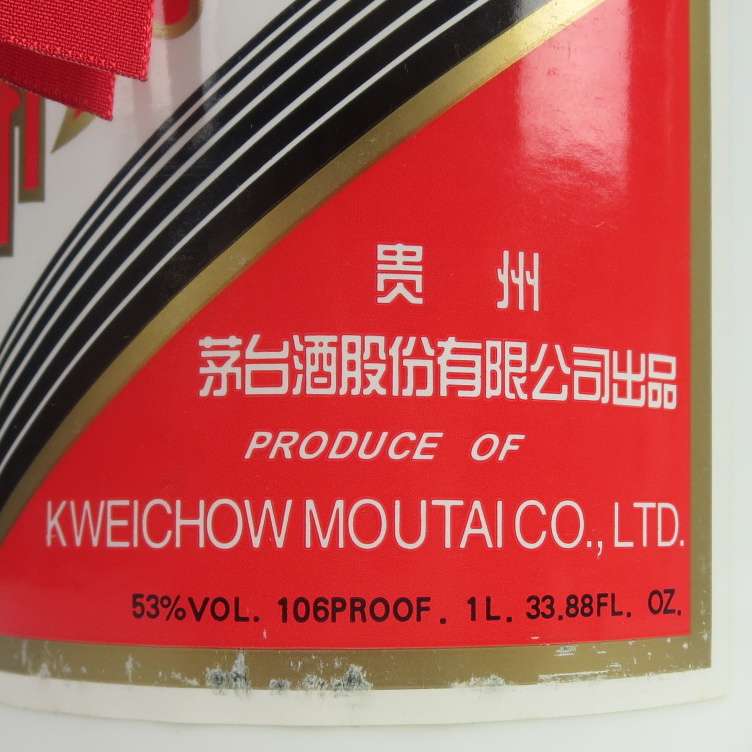 贵 州
茅台酒股份有限公司出品
PRODUCE OF
KWEICHOW MOUTAI CO., LTD.
53%VOL. 106PROOF. 1L. 33.88FL. OZ.